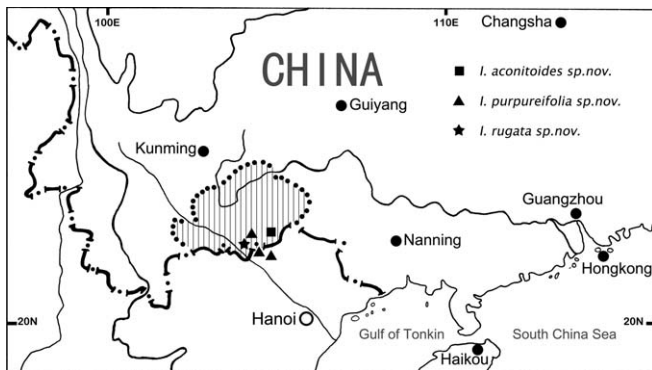 100E
110E
Changsha
CHINA
I. aconitoides sp.nov.
Guiyang
I. purpureifolia sp.nov.
I. rugata sp.nov.
Kunming
Guangzhou
Nanning
Hongkong
20N
Hanoi
Gulf of Tonkin
South China Sea
20N
Haikou